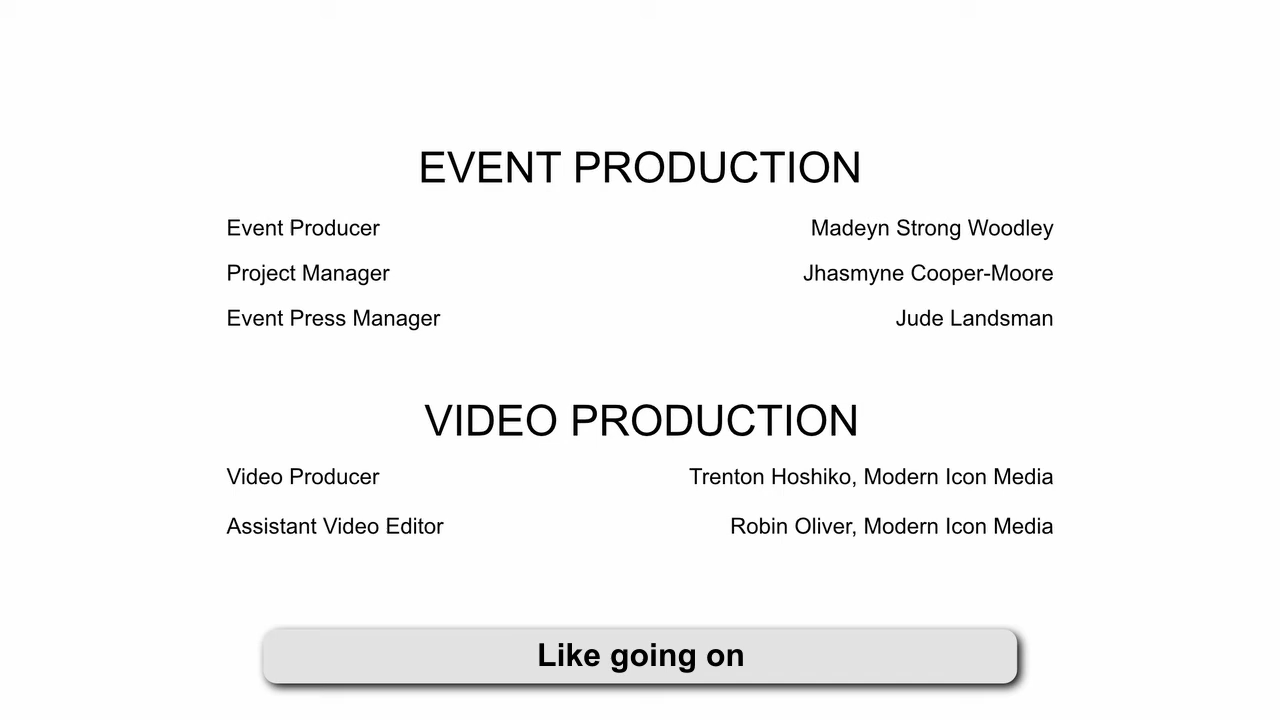 EVENT PRODUCTION
Event Producer Madeyn Strong Woodley
Project Manager Jhasmyne Cooper-Moore
Event Press Manager Jude Landsman
VIDEO PRODUCTION
Video Producer Trenton Hoshiko, Modern Icon Media
Assistant Video Editor Robin Oliver, Modern Icon Media
Like going on